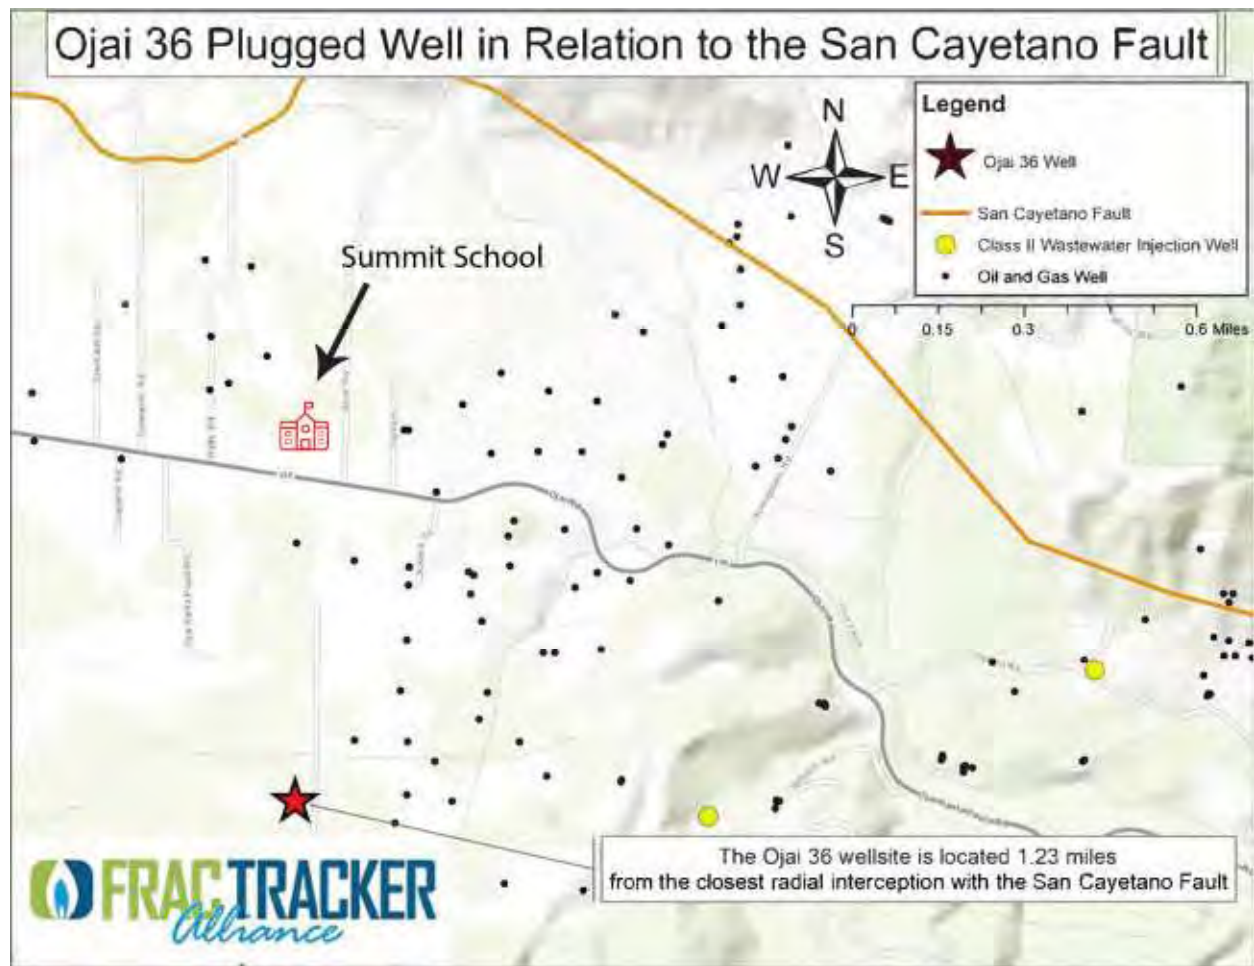 Ojai 36 Plugged Well in Relation to the San Cayetano Fault
Legend
Ojai 36 Well
San Cayetano Fault
Class II Wastewater Injection Well
Oil and Gas Well
N
W
E
S
0
0.15
0.3
0.6 Miles
Summit School
The Ojai 36 wellsite is located 1.23 miles
from the closest radial interception with the San Cayetano Fault
FRACTRACKER
Alliance